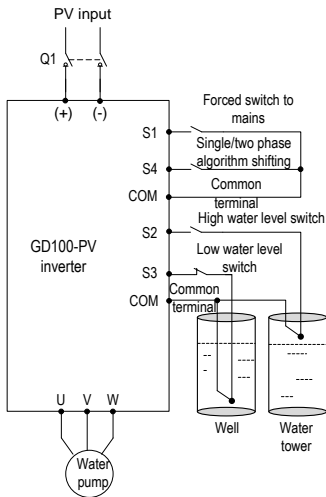 PV input
Q1
(+) (-)
Forced switch to
mains
S1
Single/two phase
algorithm shifting
S4
Common
terminal
COM
High water level switch
S2
GD100-PV
inverter
Low water level
switch
S3
Common
terminal
COM
U V W
Water
pump
Well
Water
tower